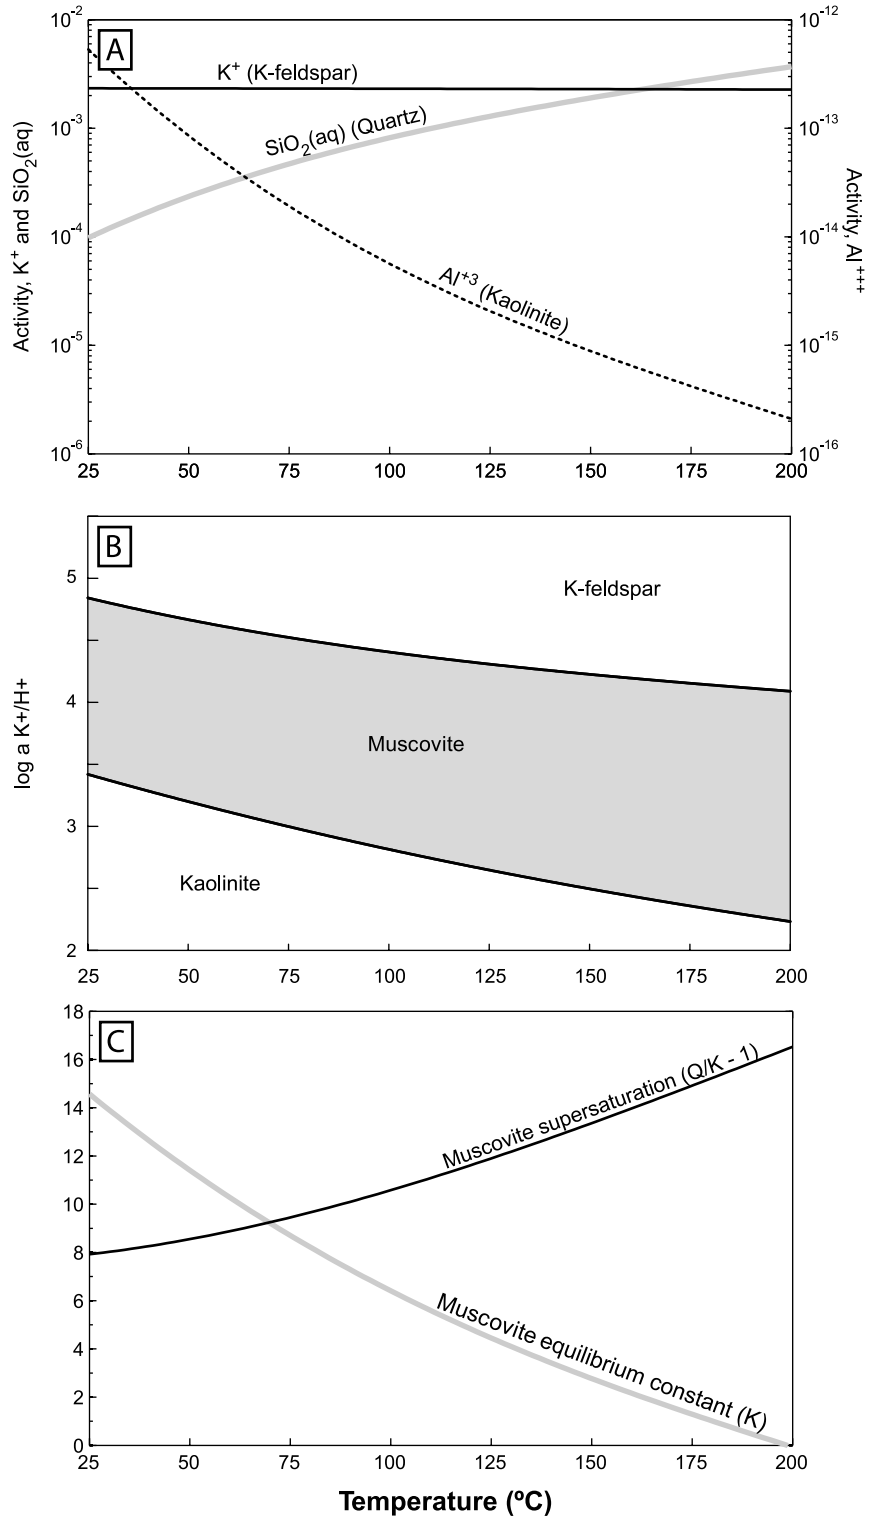 A
10-2
10-3
10-4
10-5
10-6
10-12
10-13
10-14
10-15
10-16
Activity, K+ and SiO2(aq)
Activity, Al+++
K+ (K-feldspar)
SiO2(aq) (Quartz)
Al+3 (Kaolinite)
25 50 75 100 125 150 175 200
B
5
4
3
2
log a K+/H+
K-feldspar
Muscovite
Kaolinite
25 50 75 100 125 150 175 200
C
18
16
14
12
10
8
6
4
2
0
Muscovite supersaturation (Q/K - 1)
Muscovite equilibrium constant (K)
25 50 75 100 125 150 175 200
Temperature (ºC)